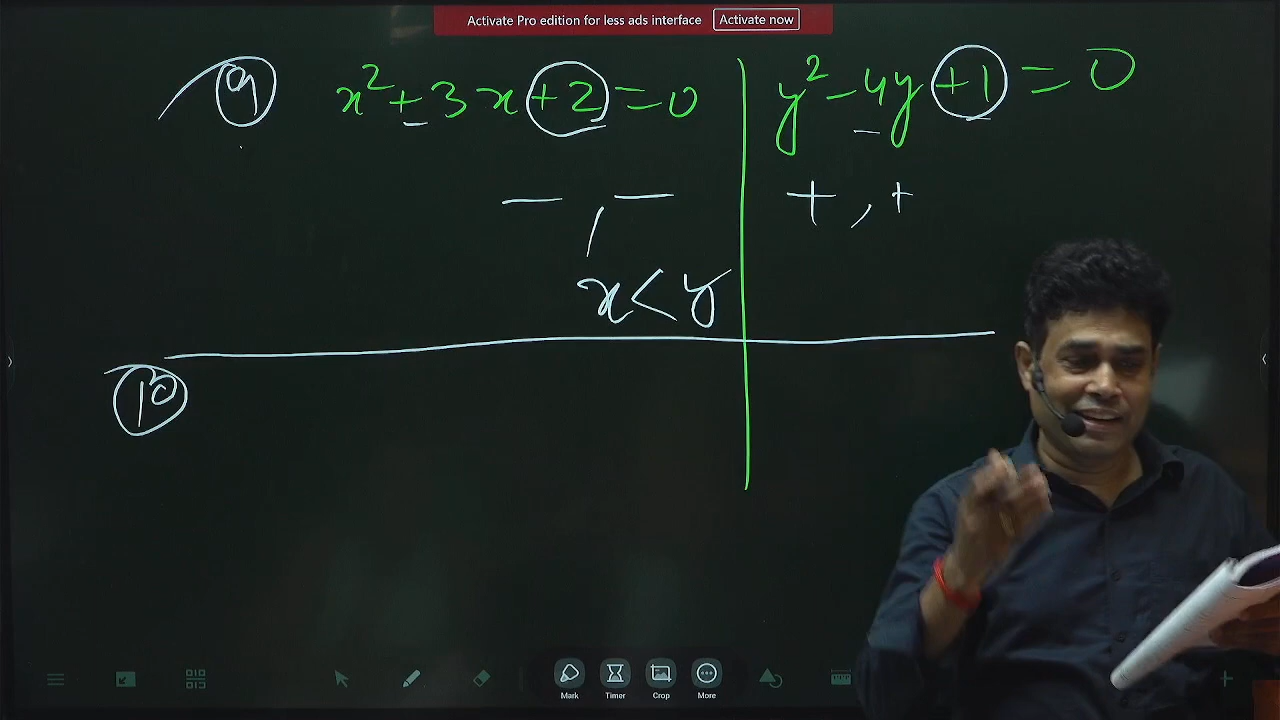 Activate Pro edition for less ads interface Activate now
9 x² + 3x + 2 = 0 y² - 4y + 1 = 0
-, - +, +
x < y
10
Mark Timer Crop More